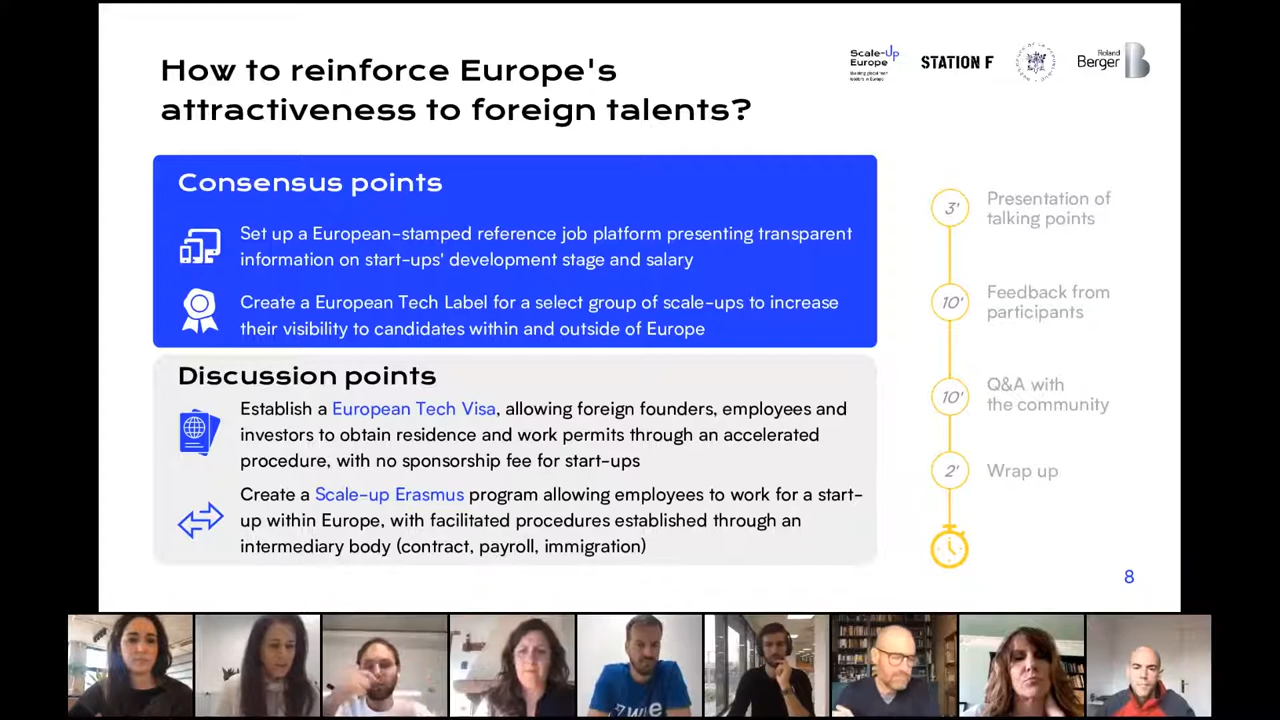 How to reinforce Europe's
attractiveness to foreign talents?
Scale-Up
Europe
STATION F
Roland
Berger
Consensus points
Set up a European-stamped reference job platform presenting transparent
information on start-ups' development stage and salary
Create a European Tech Label for a select group of scale-ups to increase
their visibility to candidates within and outside of Europe
Discussion points
Establish a European Tech Visa, allowing foreign founders, employees and
investors to obtain residence and work permits through an accelerated
procedure, with no sponsorship fee for start-ups
Create a Scale-up Erasmus program allowing employees to work for a start-
up within Europe, with facilitated procedures established through an
intermediary body (contract, payroll, immigration)
3'
Presentation of
talking points
10'
Feedback from
participants
10'
Q&A with
the community
2'
Wrap up
8